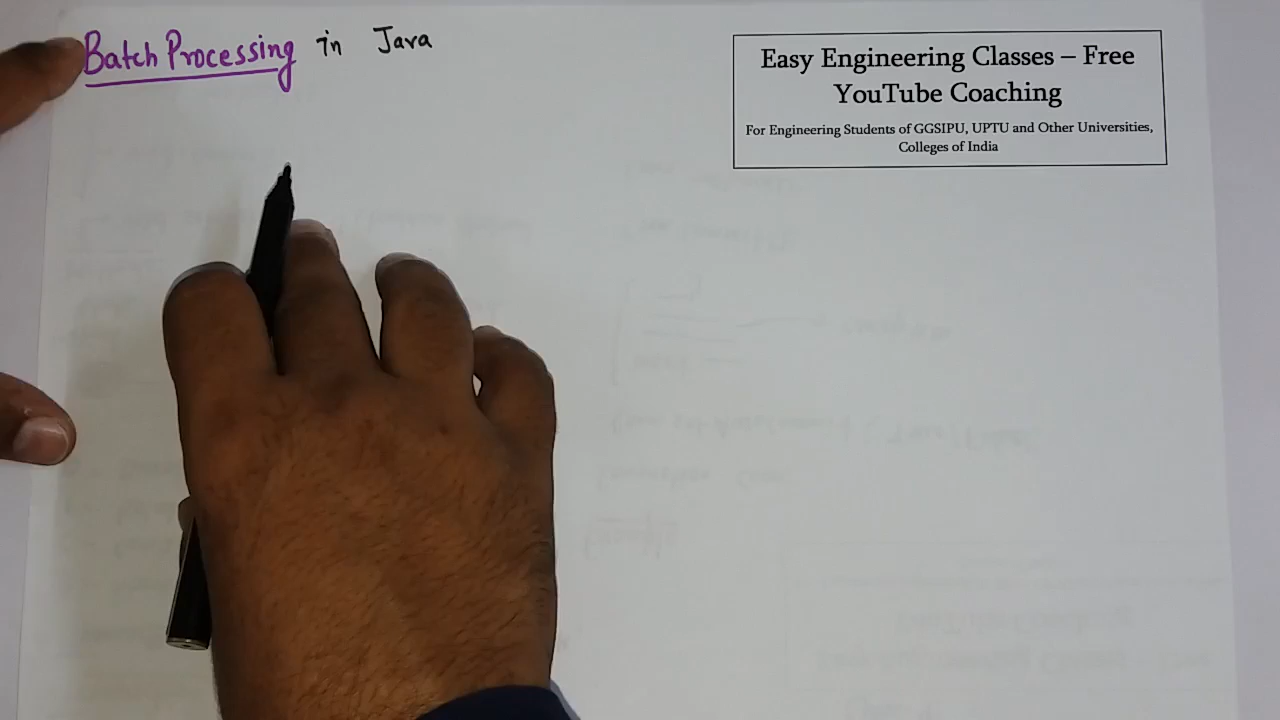 Batch Processing in Java
Easy Engineering Classes – Free
YouTube Coaching
For Engineering Students of GGSIPU, UPTU and Other Universities,
Colleges of India